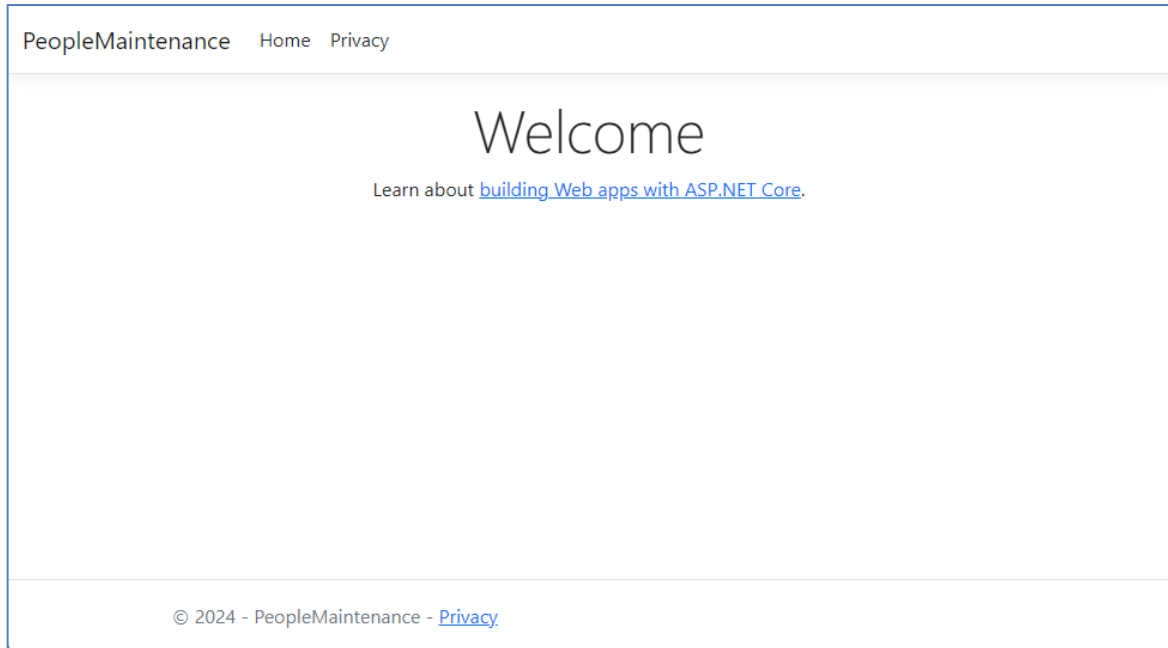 PeopleMaintenance Home Privacy
Welcome
Learn about building Web apps with ASP.NET Core.
© 2024 - PeopleMaintenance - Privacy